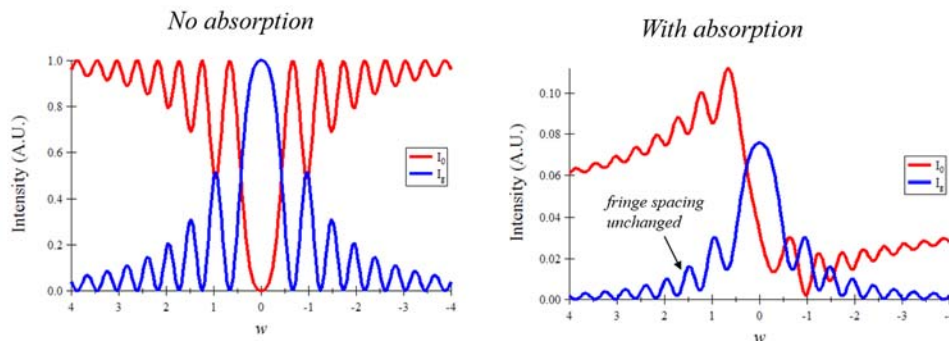 No absorption
1.0
0.8
0.6
0.4
0.2
0.0
Intensity (A.U.)
4 3 2 1 0 -1 -2 -3 -4
w
I₀
I_g
With absorption
0.10
0.08
0.06
0.04
0.02
0.00
Intensity (A.U.)
fringe spacing
unchanged
4 3 2 1 0 -1 -2 -3
w
I₀
I_g